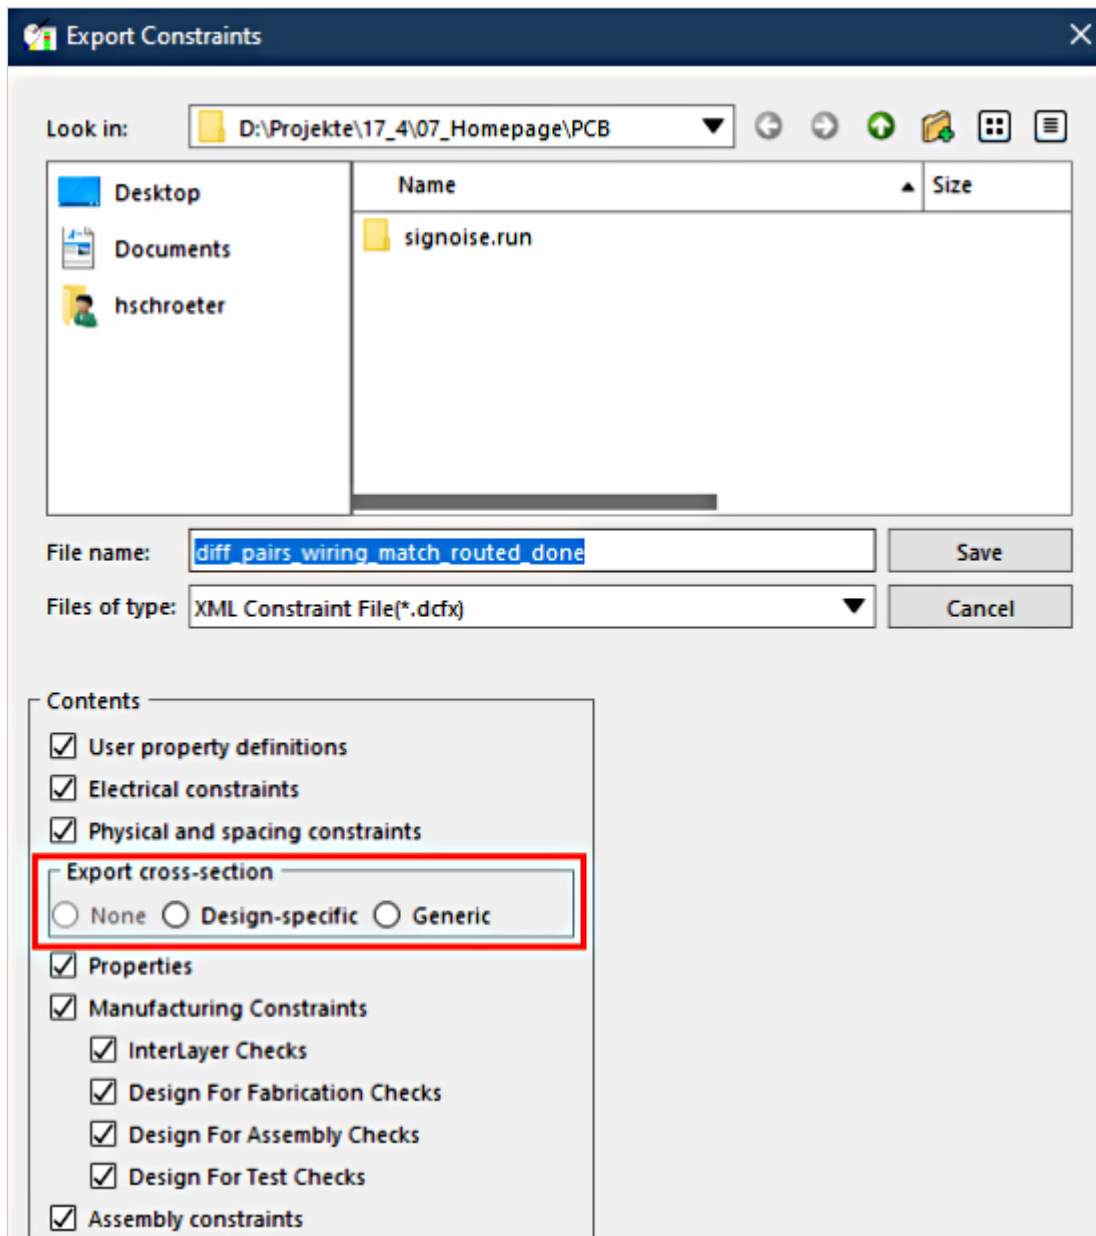 Export Constraints
Look in: D:\Projekte\17_4\07_Homepage\PCB
Desktop
Documents
hschroeter
Name Size
signoise.run
File name: diff_pairs_wiring_match_routed_done Save
Files of type: XML Constraint File(*.dcfx) Cancel
Contents
User property definitions
Electrical constraints
Physical and spacing constraints
Export cross-section
None Design-specific Generic
Properties
Manufacturing Constraints
InterLayer Checks
Design For Fabrication Checks
Design For Assembly Checks
Design For Test Checks
Assembly constraints